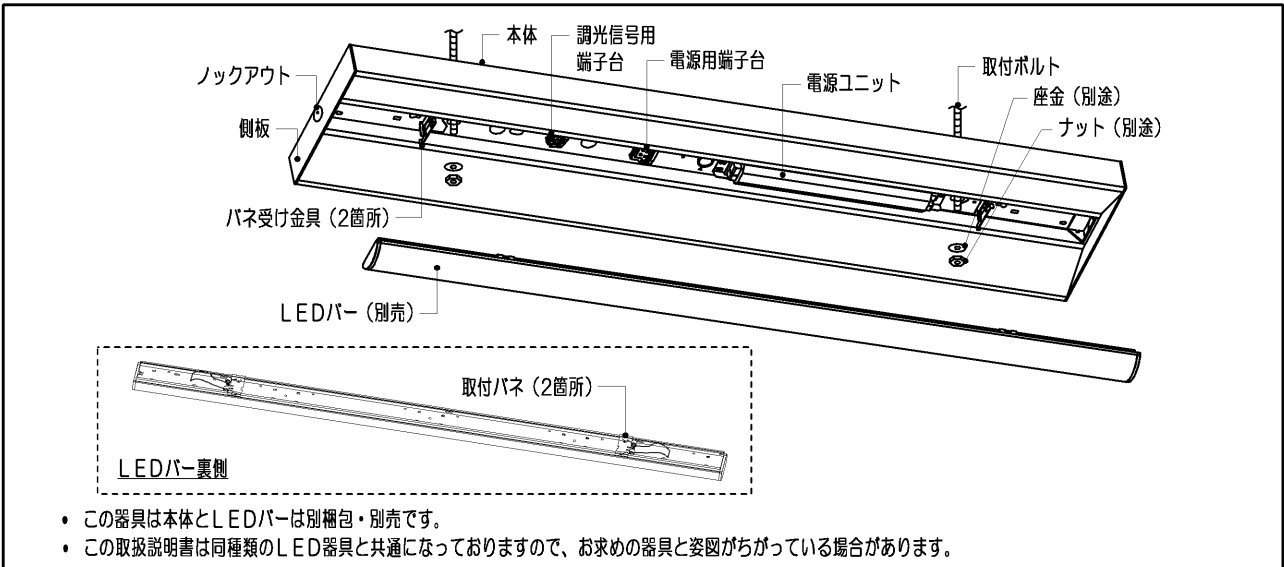 本体
調光信号用
端子台
電源用端子台
電源ユニット
取付ボルト
座金（別途）
ナット（別途）
ノックアウト
側板
バネ受け金具（2箇所）
LEDバー（別売）
取付バネ（2箇所）
LEDバー裏側
• この器具は本体とLEDバーは別梱包・別売です。
• この取扱説明書は同種類のLED器具と共通になっておりますので、お求めの器具と姿図がちがっている場合があります。